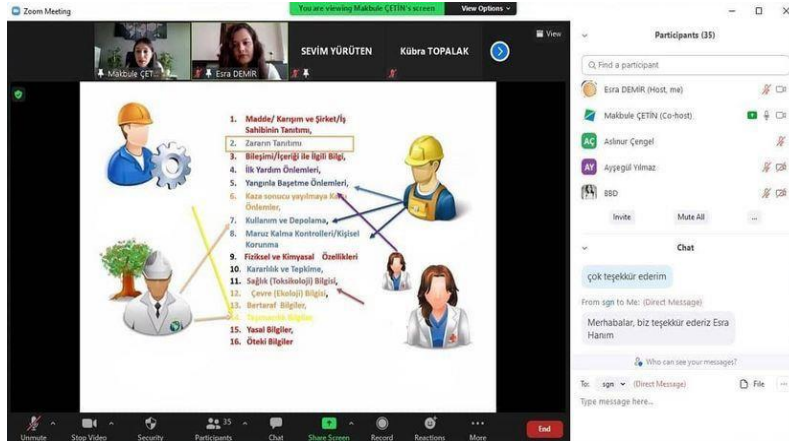 Zoom Meeting
You are viewing Makbule ÇETİN's screen
View Options
View
Makbule ÇET...
Esra DEMİR
SEVİM YÜRÜTEN
Kübra TOPALAK
1. Madde/ Karışım ve Şirket/İş
Sahibinin Tanıtımı,
2. Zararın Tanıtımı
3. Bileşimi/İçeriği ile İlgili Bilgi,
4. İlk Yardım Önlemleri,
5. Yangınla Başetme Önlemleri,
6. Kaza sonucu yayılmaya Karşı
Önlemler,
7. Kullanım ve Depolama,
8. Maruz Kalma Kontrolleri/Kişisel
Korunma
9. Fiziksel ve Kimyasal Özellikleri
10. Kararlılık ve Tepkime,
11. Sağlık (Toksikoloji) Bilgisi,
12. Çevre (Ekoloji) Bilgisi,
13. Bertaraf Bilgiler,
14. Taşımacılık Bilgiler
15. Yasal Bilgiler,
16. Öteki Bilgiler
Unmute
Stop Video
Security
35
Participants
Chat
Share Screen
Record
Reactions
More
End
Participants (35)
Find a participant
Esra DEMİR (Host, me)
Makbule ÇETİN (Co-host)
AÇ
Aslınur Çengel
AY
Ayşegül Yılmaz
BBD
Invite
Mute All
...
Chat
çok teşekkür ederim
From sgn to Me: (Direct Message)
Merhabalar, biz teşekkür ederiz Esra
Hanım
Who can see your messages?
To: sgn (Direct Message)
File
...
Type message here...